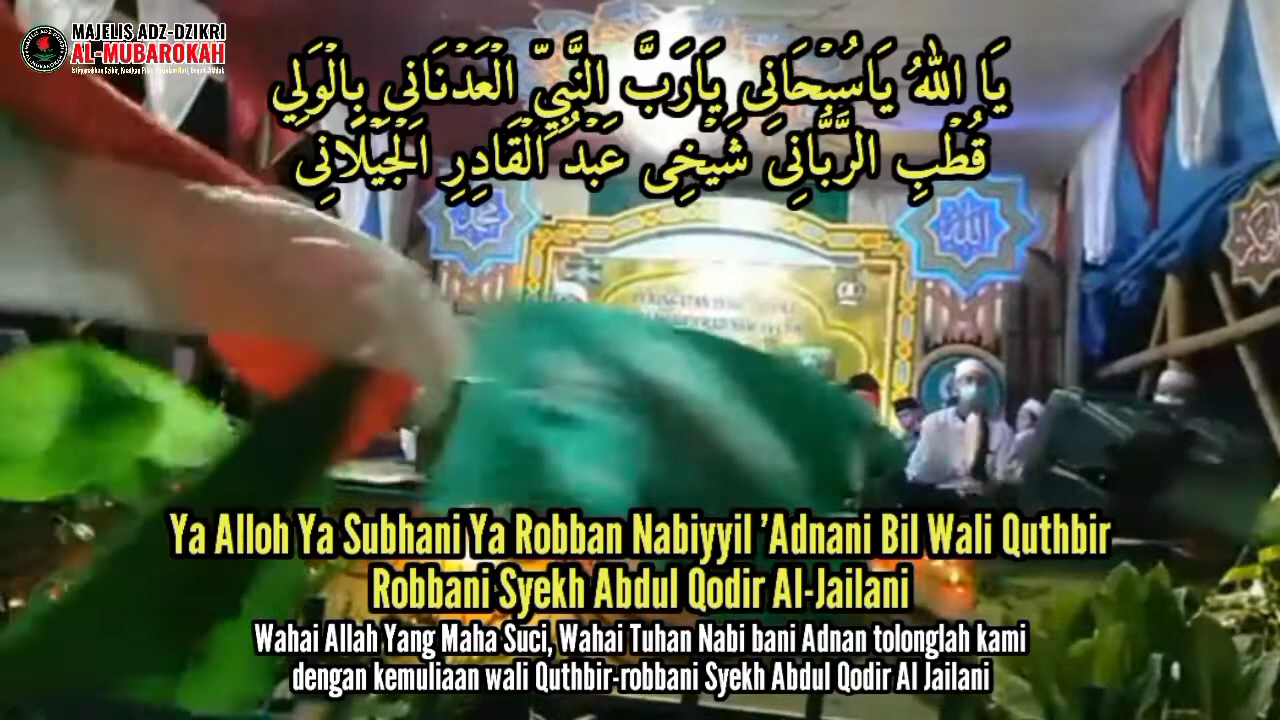 MAJELIS ADZ-DZIKRI
AL-MUBAROKAH
يَا اللهُ يَاسُبْحَانِي يَارَبَّ النَّبِيِّ الْعَدْنَانِي بِالْوَلِي
قُطْبِ الرَّبَّانِى شَيْخِى عَبْدُ الْقَادِرِ الْجَيْلَانِى
محمد
الله
Ya Alloh Ya Subhani Ya Robban Nabiyyil 'Adnani Bil Wali Quthbir
Robbani Syekh Abdul Qodir Al-Jailani
Wahai Allah Yang Maha Suci, Wahai Tuhan Nabi bani Adnan tolonglah kami
dengan kemuliaan wali Quthbir-robbani Syekh Abdul Qodir Al Jailani